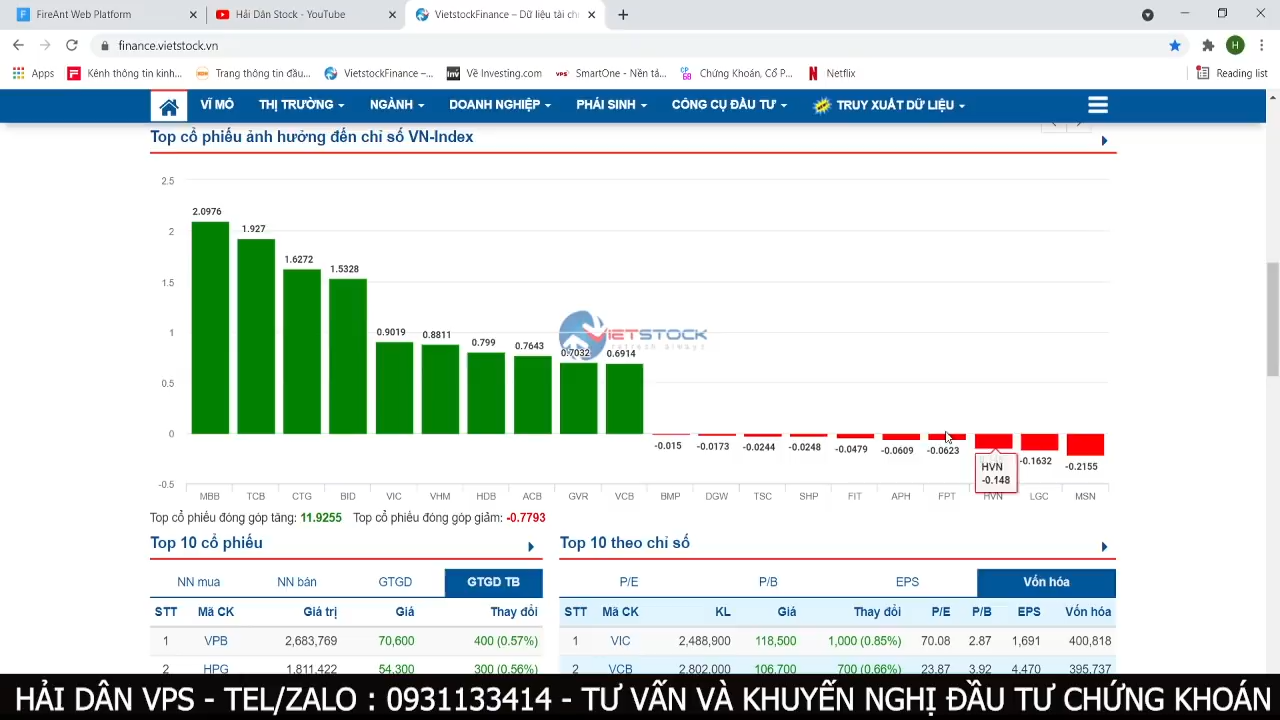 FireAnt Web Platform
Hải Dân Stock - YouTube
VietstockFinance – Dữ liệu tài ch
finance.vietstock.vn
H
Apps
Kênh thông tin kinh...
Trang thông tin đầu...
VietstockFinance –...
Về Investing.com
SmartOne - Nền tả...
Chứng Khoán, Cổ P...
Netflix
Reading list
VĨ MÔ
THỊ TRƯỜNG
NGÀNH
DOANH NGHIỆP
PHÁI SINH
CÔNG CỤ ĐẦU TƯ
TRUY XUẤT DỮ LIỆU
Top cổ phiếu ảnh hưởng đến chỉ số VN-Index
2.5
2
1.5
1
0.5
0
-0.5
2.0976
1.927
1.6272
1.5328
0.9019
0.8811
0.799
0.7643
0.7032
0.6914
-0.015
-0.0173
-0.0244
-0.0248
-0.0479
-0.0609
-0.0623
-0.1632
-0.2155
VIETSTOCK
HVN
-0.148
MBB TCB CTG BID VIC VHM HDB ACB GVR VCB BMP DGW TSC SHP FIT APH FPT HVN LGC MSN
Top cổ phiếu đóng góp tăng: 11.9255 Top cổ phiếu đóng góp giảm: -0.7793
Top 10 cổ phiếu
NN mua NN bán GTGD GTGD TB
STT Mã CK Giá trị Giá Thay đổi
1 VPB 2,683,769 70,600 400 (0.57%)
2 HPG 1,811,422 54,300 300 (0.56%)
Top 10 theo chỉ số
P/E P/B EPS Vốn hóa
STT Mã CK KL Giá Thay đổi P/E P/B EPS Vốn hóa
1 VIC 2,488,900 118,500 1,000 (0.85%) 70.08 2.87 1,691 400,818
2 VCB 2,802,000 106,700 700 (0.66%) 23.87 3.92 4,470 395,737
HẢI DÂN VPS - TEL/ZALO : 0931133414 - TƯ VẤN VÀ KHUYẾN NGHỊ ĐẦU TƯ CHỨNG KHOÁN